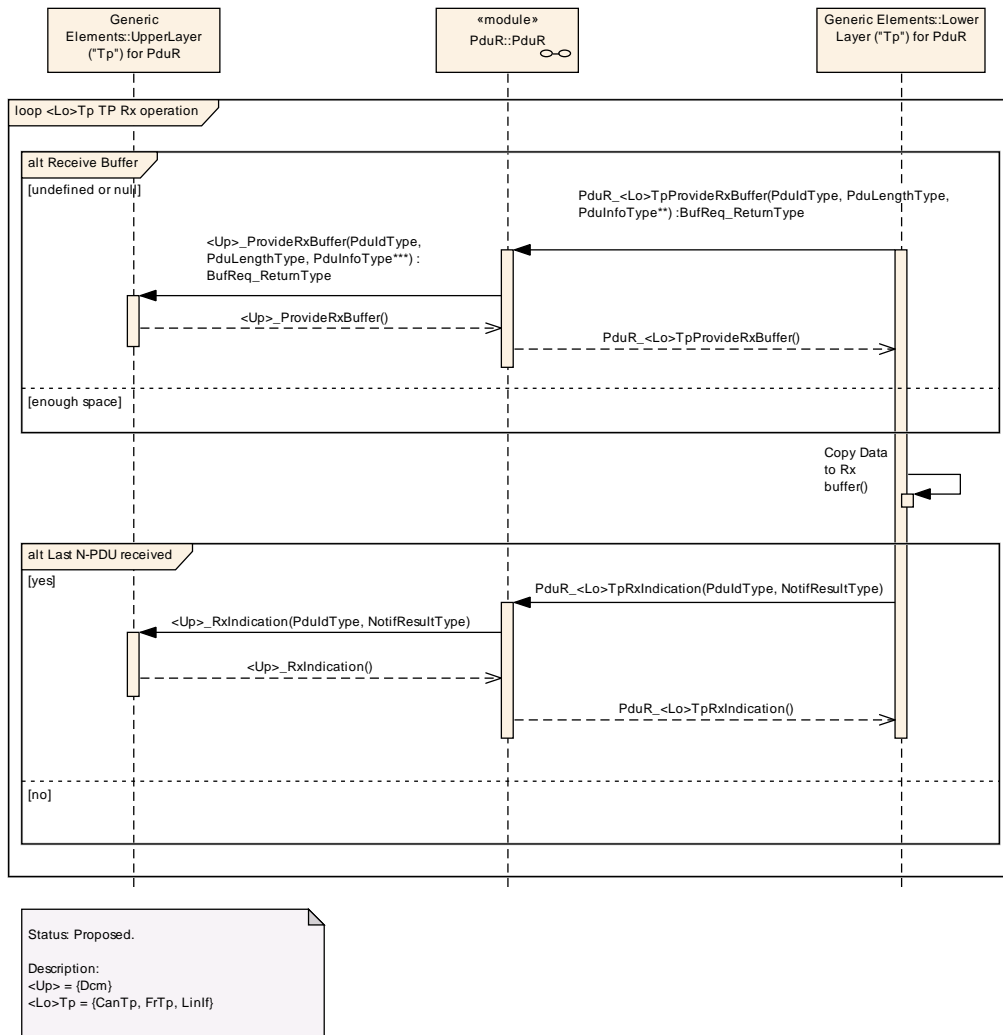 Generic
Elements::UpperLayer
("Tp") for PduR
«module»
PduR::PduR
Generic Elements::Lower
Layer ("Tp") for PduR
loop <Lo>Tp TP Rx operation
alt Receive Buffer
[undefined or null]
PduR_<Lo>TpProvideRxBuffer(PduIdType, PduLengthType,
PduInfoType**) :BufReq_ReturnType
<Up>_ProvideRxBuffer(PduIdType,
PduLengthType, PduInfoType***) :
BufReq_ReturnType
<Up>_ProvideRxBuffer()
PduR_<Lo>TpProvideRxBuffer()
[enough space]
Copy Data
to Rx
buffer()
alt Last N-PDU received
[yes]
PduR_<Lo>TpRxIndication(PduIdType, NotifResultType)
<Up>_RxIndication(PduIdType, NotifResultType)
<Up>_RxIndication()
PduR_<Lo>TpRxIndication()
[no]
Status: Proposed.
Description:
<Up> = {Dcm}
<Lo>Tp = {CanTp, FrTp, LinIf}